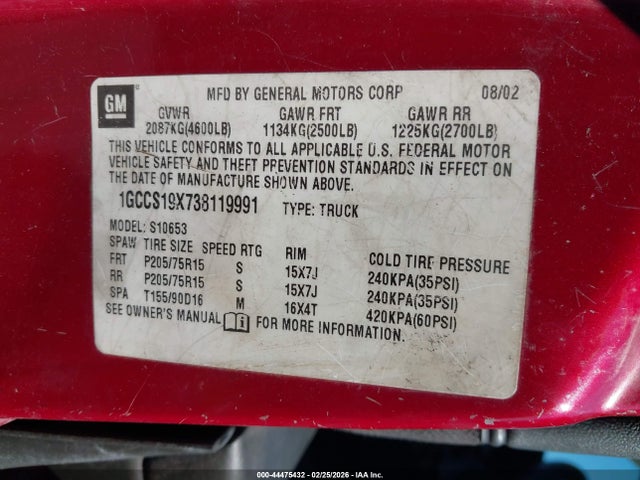 GM
MFD BY GENERAL MOTORS CORP 08/02
GVWR GAWR FRT GAWR RR
2087KG(4600LB) 1134KG(2500LB) 1225KG(2700LB)
THIS VEHICLE CONFORMS TO ALL APPLICABLE U.S. FEDERAL MOTOR
VEHICLE SAFETY AND THEFT PREVENTION STANDARDS IN EFFECT ON
THE DATE OF MANUFACTURE SHOWN ABOVE.
1GCCS19X738119991 TYPE: TRUCK
MODEL: S10653
SPAW TIRE SIZE SPEED RTG RIM COLD TIRE PRESSURE
FRT P205/75R15 S 15X7J 240KPA(35PSI)
RR P205/75R15 S 15X7J 240KPA(35PSI)
SPA T155/90D16 M 16X4T 420KPA(60PSI)
SEE OWNER'S MANUAL i FOR MORE INFORMATION.
000-44475432 - 02/25/2026 - IAA Inc.